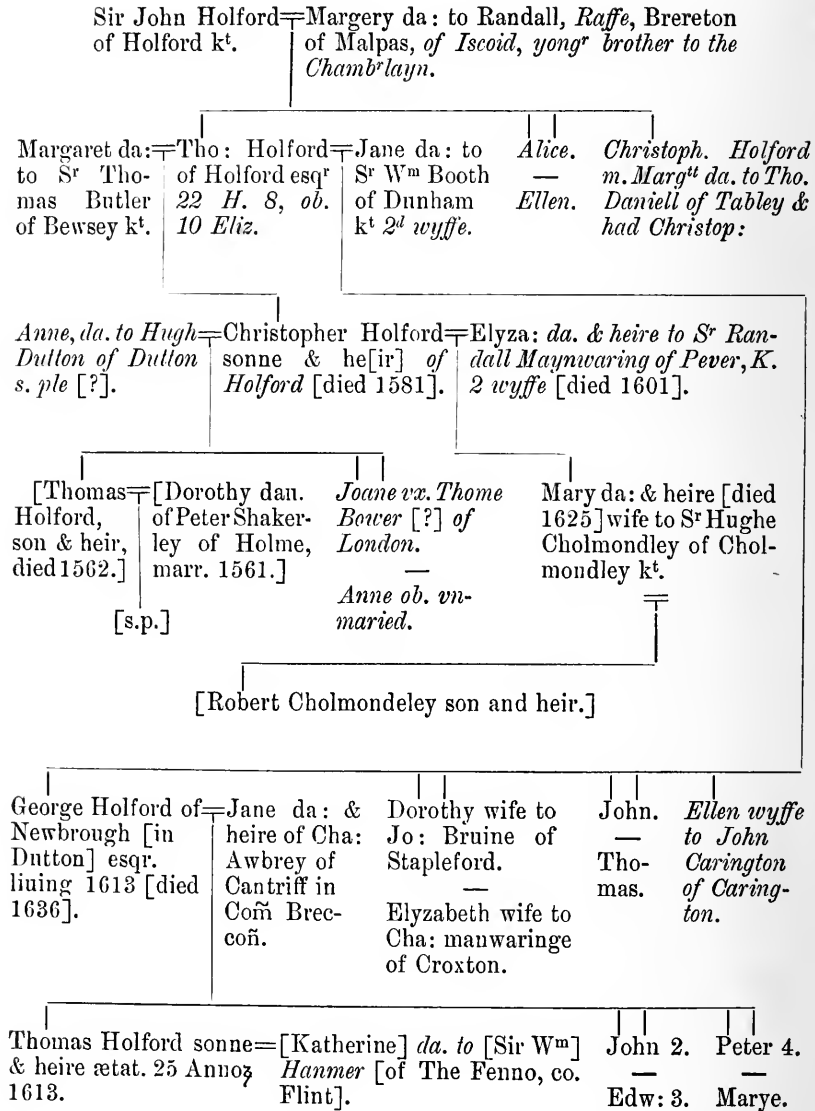 Sir John Holford=Margery da: to Randall, Raffe, Brereton
of Holford kt. of Malpas, of Iscoid, yongr brother to the
Chambrlayn.
Margaret da:
to Sr Tho-
mas Butler
of Bewsey kt.
=Tho: Holford=
of Holford esqr
22 H. 8, ob.
10 Eliz.
Jane da: to
Sr Wm Booth
of Dunham
kt 2d wyffe.
Alice.
—
Ellen.
Christoph. Holford
m. Margtt da. to Tho.
Daniell of Tabley &
had Christop:
Anne, da. to Hugh
Dutton of Dutton
s. ple [?].
=Christopher Holford=
sonne & he[ir] of
Holford [died 1581].
Elyza: da. & heire to Sr Ran-
dall Maynwaring of Pever, K.
2 wyffe [died 1601].
[Thomas=
Holford,
son & heir,
died 1562.]
[Dorothy dau.
of Peter Shaker-
ley of Holme,
marr. 1561.]
[s.p.]
Joane vx. Thome
Bower [?] of
London.
—
Anne ob. vn-
maried.
Mary da: & heire [died
1625] wife to Sr Hughe
Cholmondley of Chol-
mondley kt.
[Robert Cholmondeley son and heir.]
George Holford of=
Newbrough [in
Dutton] esqr.
liuing 1613 [died
1636].
Jane da: &
heire of Cha:
Awbrey of
Cantriff in
Com̃ Brec-
coñ.
Dorothy wife to
Jo: Bruine of
Stapleford.
—
Elyzabeth wife to
Cha: manwaringe
of Croxton.
John.
—
Tho-
mas.
Ellen wyffe
to John
Carington
of Caring-
ton.
Thomas Holford sonne=
& heire ætat. 25 Annoꝫ
1613.
[Katherine] da. to [Sir Wm]
Hanmer [of The Fenno, co.
Flint].
John 2.
—
Edw: 3.
Peter 4.
—
Marye.